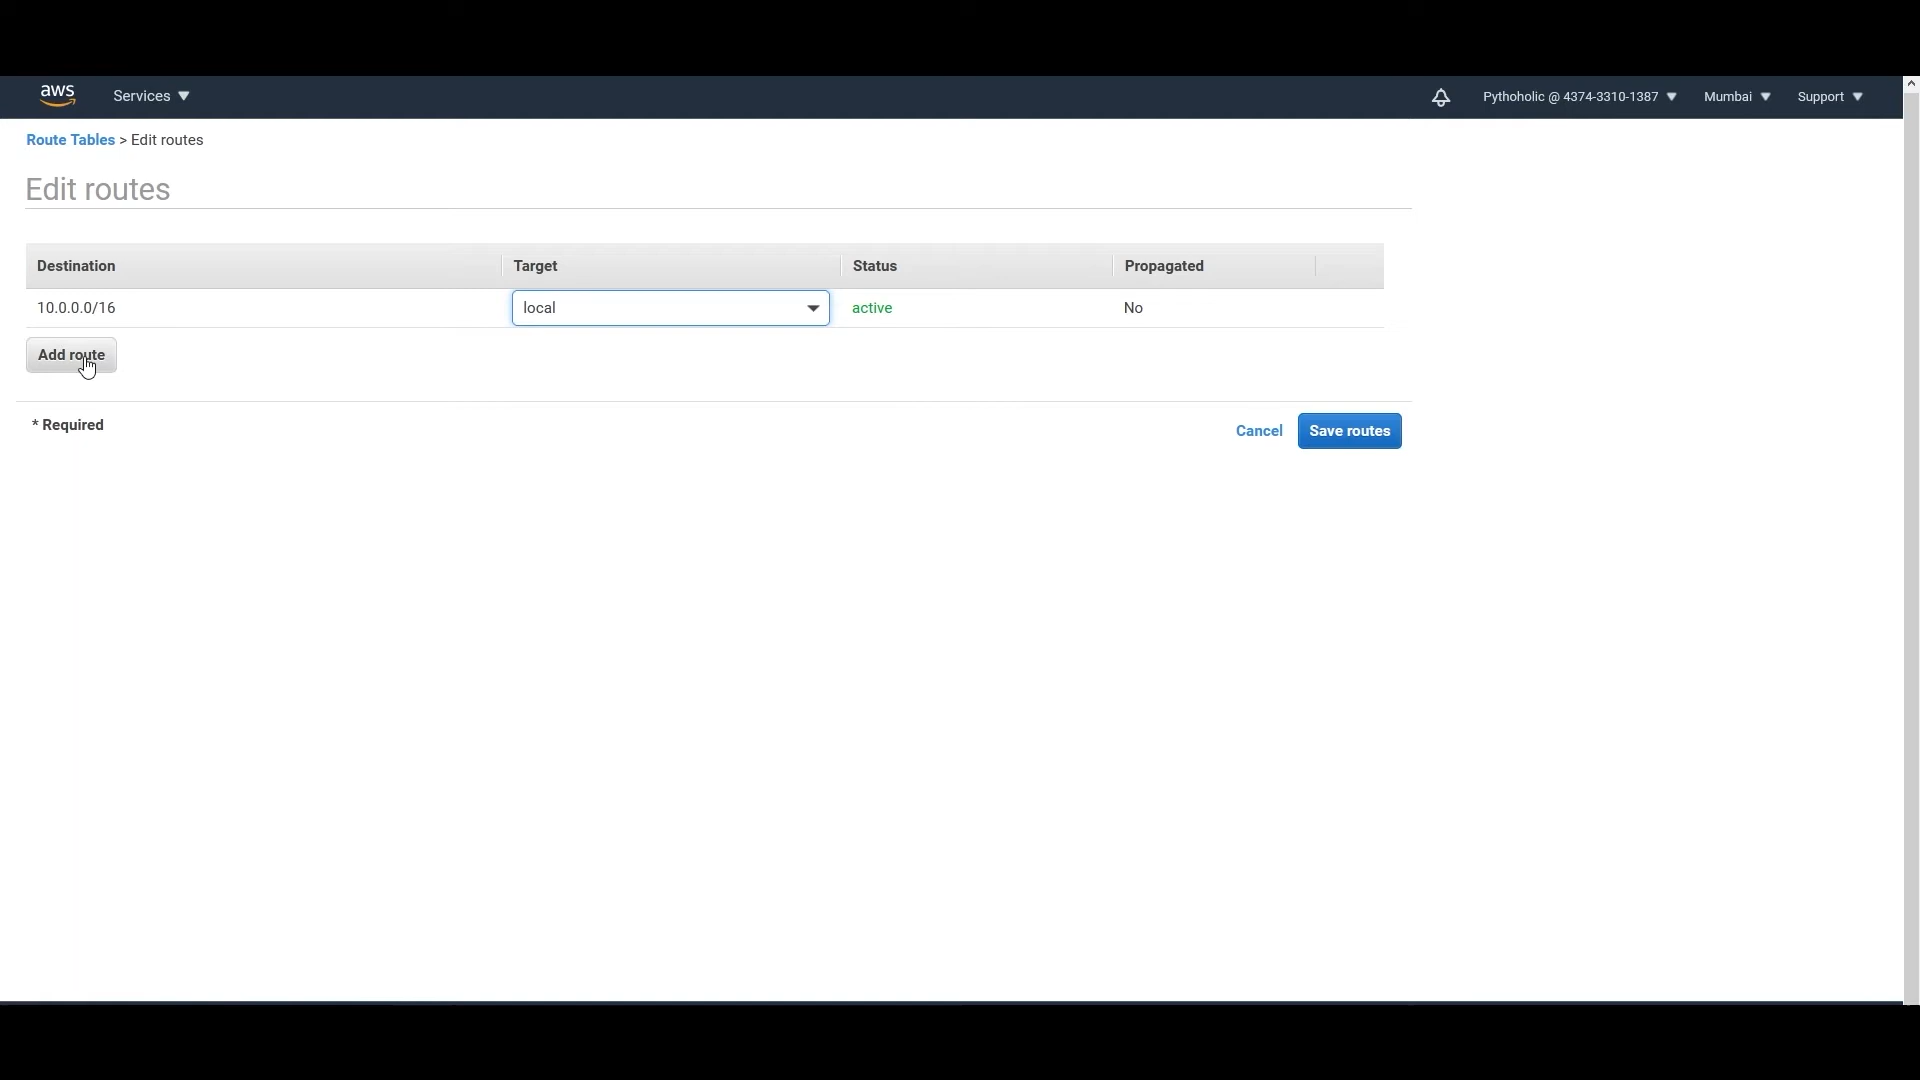 aws Services Pythoholic @ 4374-3310-1387 Mumbai Support
Route Tables > Edit routes
Edit routes
Destination Target Status Propagated
10.0.0.0/16 local active No
Add route
* Required Cancel Save routes